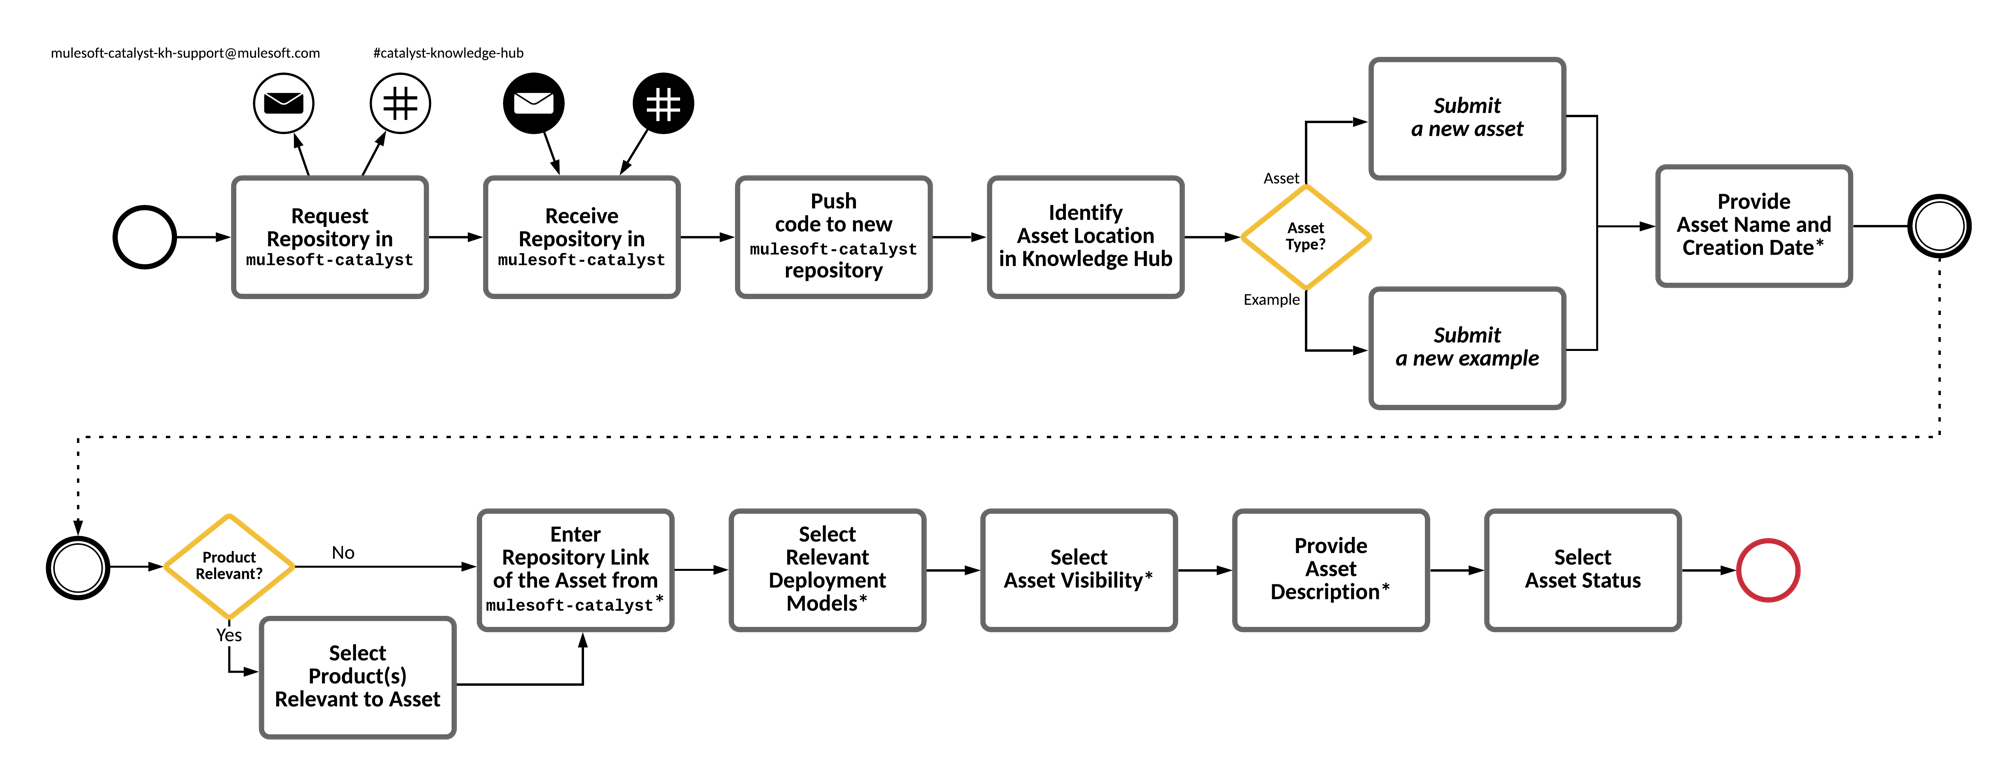 mulesoft-catalyst-kh-support@mulesoft.com
#catalyst-knowledge-hub
Request
Repository in
mulesoft-catalyst
Receive
Repository in
mulesoft-catalyst
Push
code to new
mulesoft-catalyst
repository
Identify
Asset Location
in Knowledge Hub
Asset
Type?
Asset
Example
Submit
a new asset
Submit
a new example
Provide
Asset Name and
Creation Date*
Product
Relevant?
No
Yes
Select
Product(s)
Relevant to Asset
Enter
Repository Link
of the Asset from
mulesoft-catalyst*
Select
Relevant
Deployment
Models*
Select
Asset Visibility*
Provide
Asset
Description*
Select
Asset Status